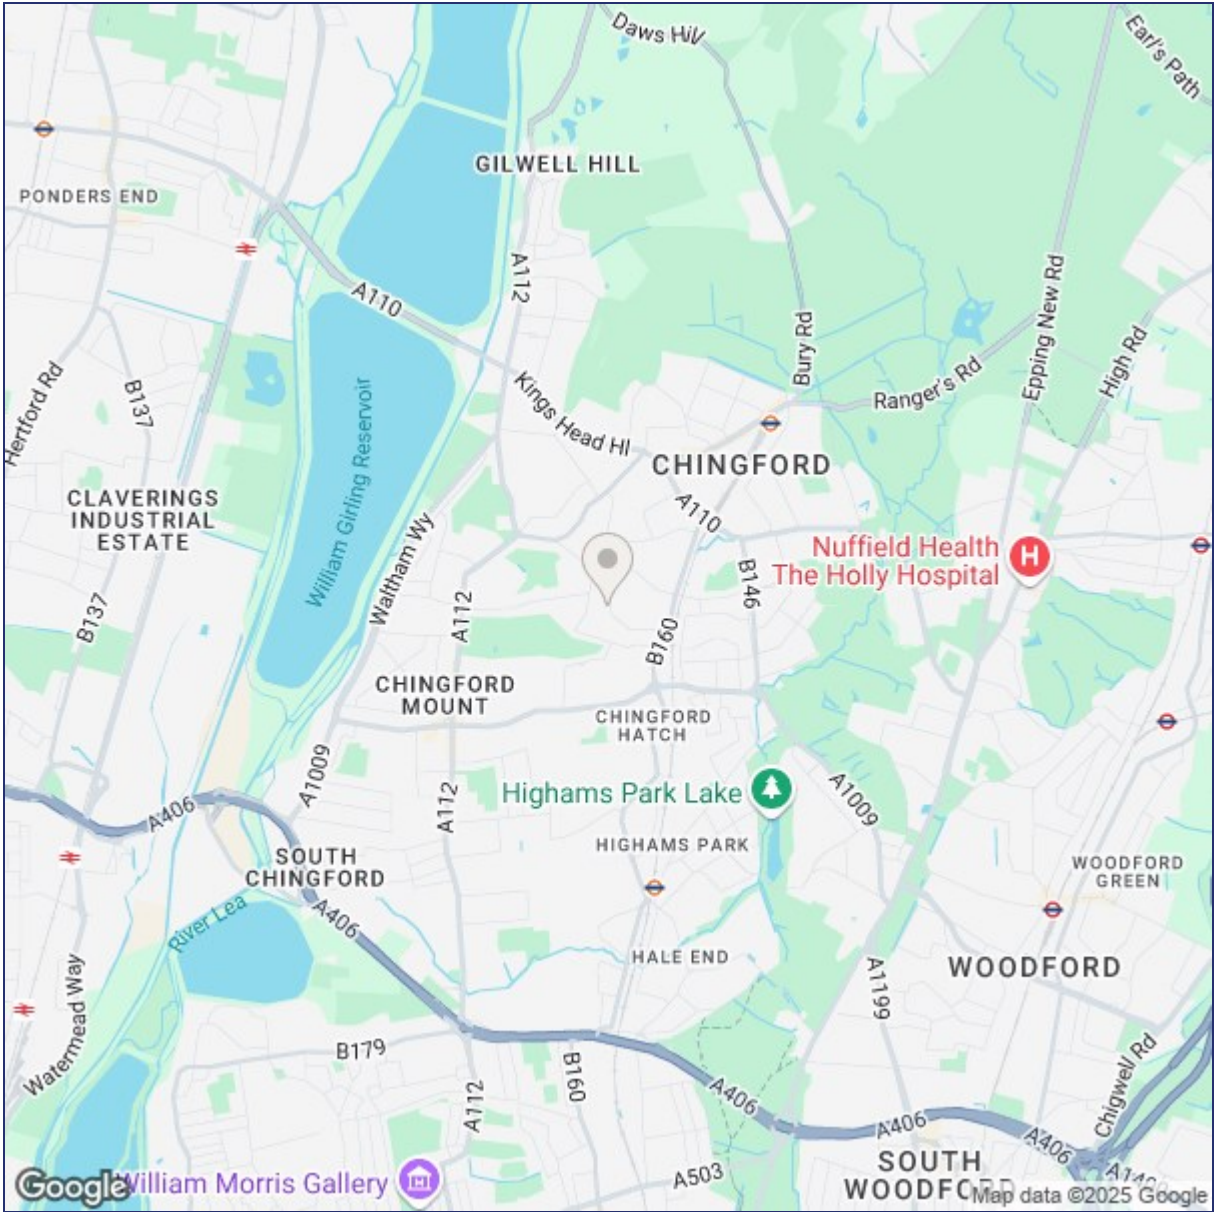 Daws Hill
Earl's Path
GILWELL HILL
PONDERS END
A112
A110
Epping New Rd
Bury Rd
High Rd
Hertford Rd
B137
Ranger's Rd
Kings Head Hl
William Girling Reservoir
CHINGFORD
CLAVERINGS
INDUSTRIAL
ESTATE
A110
Waltham Wy
Nuffield Health
The Holly Hospital
H
B146
A112
B137
B160
CHINGFORD
MOUNT
CHINGFORD
HATCH
A1009
Highams Park Lake
A1009
A112
A406
HIGHAMS PARK
SOUTH
CHINGFORD
WOODFORD
GREEN
River Lea
A406
HALE END
WOODFORD
A1199
Watermead Way
B179
B160
A112
A406
Chigwell Rd
A406
A406
SOUTH
WOODFORD
A503
William Morris Gallery
Google
Map data ©2025 Google